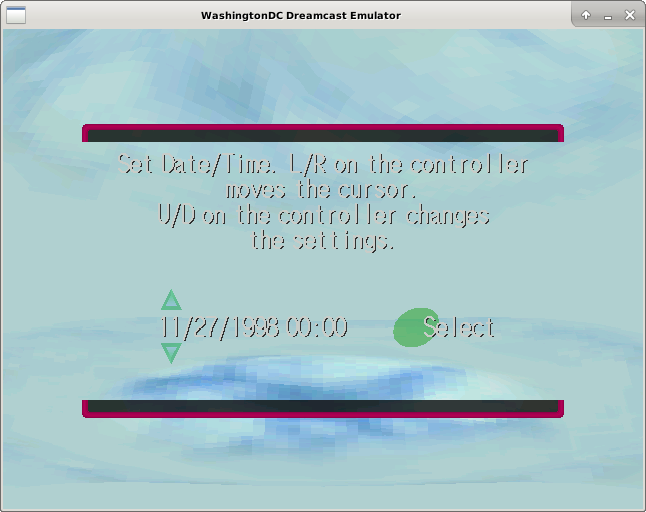 WashingtonDC Dreamcast Emulator
Set Date/Time. L/R on the controller
moves the cursor.
U/D on the controller changes
the settings.
11/27/1998 00:00 Select